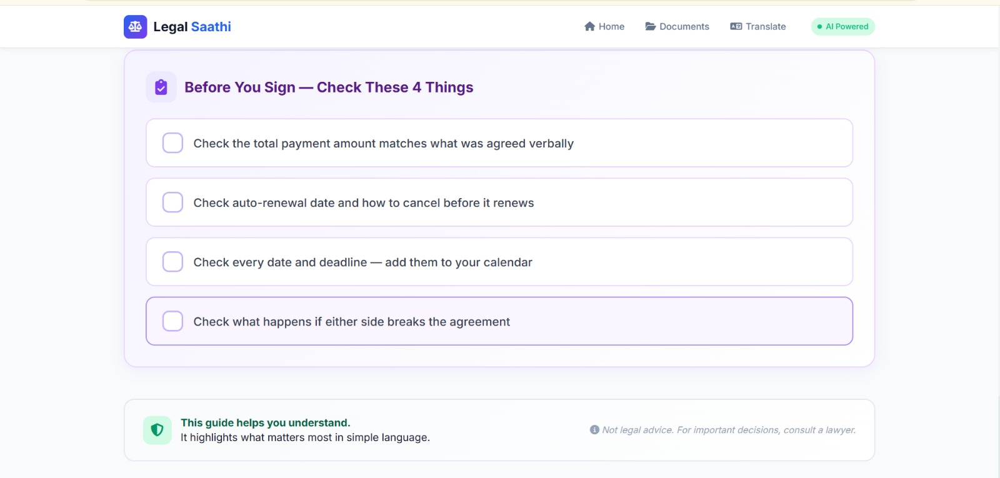 Legal Saathi
Home
Documents
Translate
AI Powered
Before You Sign — Check These 4 Things
Check the total payment amount matches what was agreed verbally
Check auto-renewal date and how to cancel before it renews
Check every date and deadline — add them to your calendar
Check what happens if either side breaks the agreement
This guide helps you understand.
It highlights what matters most in simple language.
Not legal advice. For important decisions, consult a lawyer.